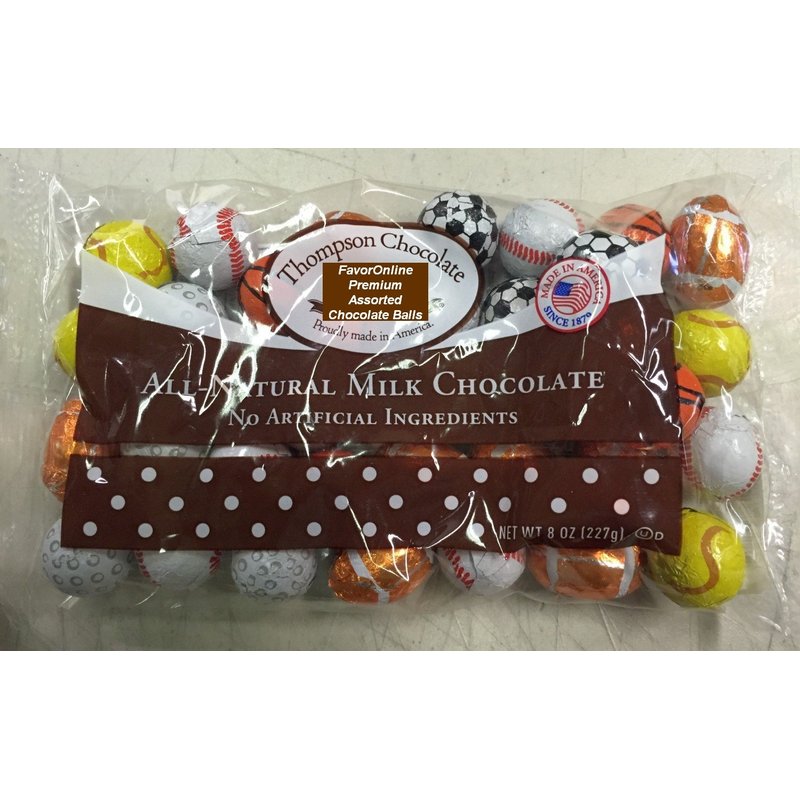 Thompson Chocolate
FavorOnline
Premium
Assorted
Chocolate Balls
®
Proudly made in America.
MADE IN AMERICA
SINCE 1879
ALL-NATURAL MILK CHOCOLATE
NO ARTIFICIAL INGREDIENTS
NET WT 8 OZ (227g) U D